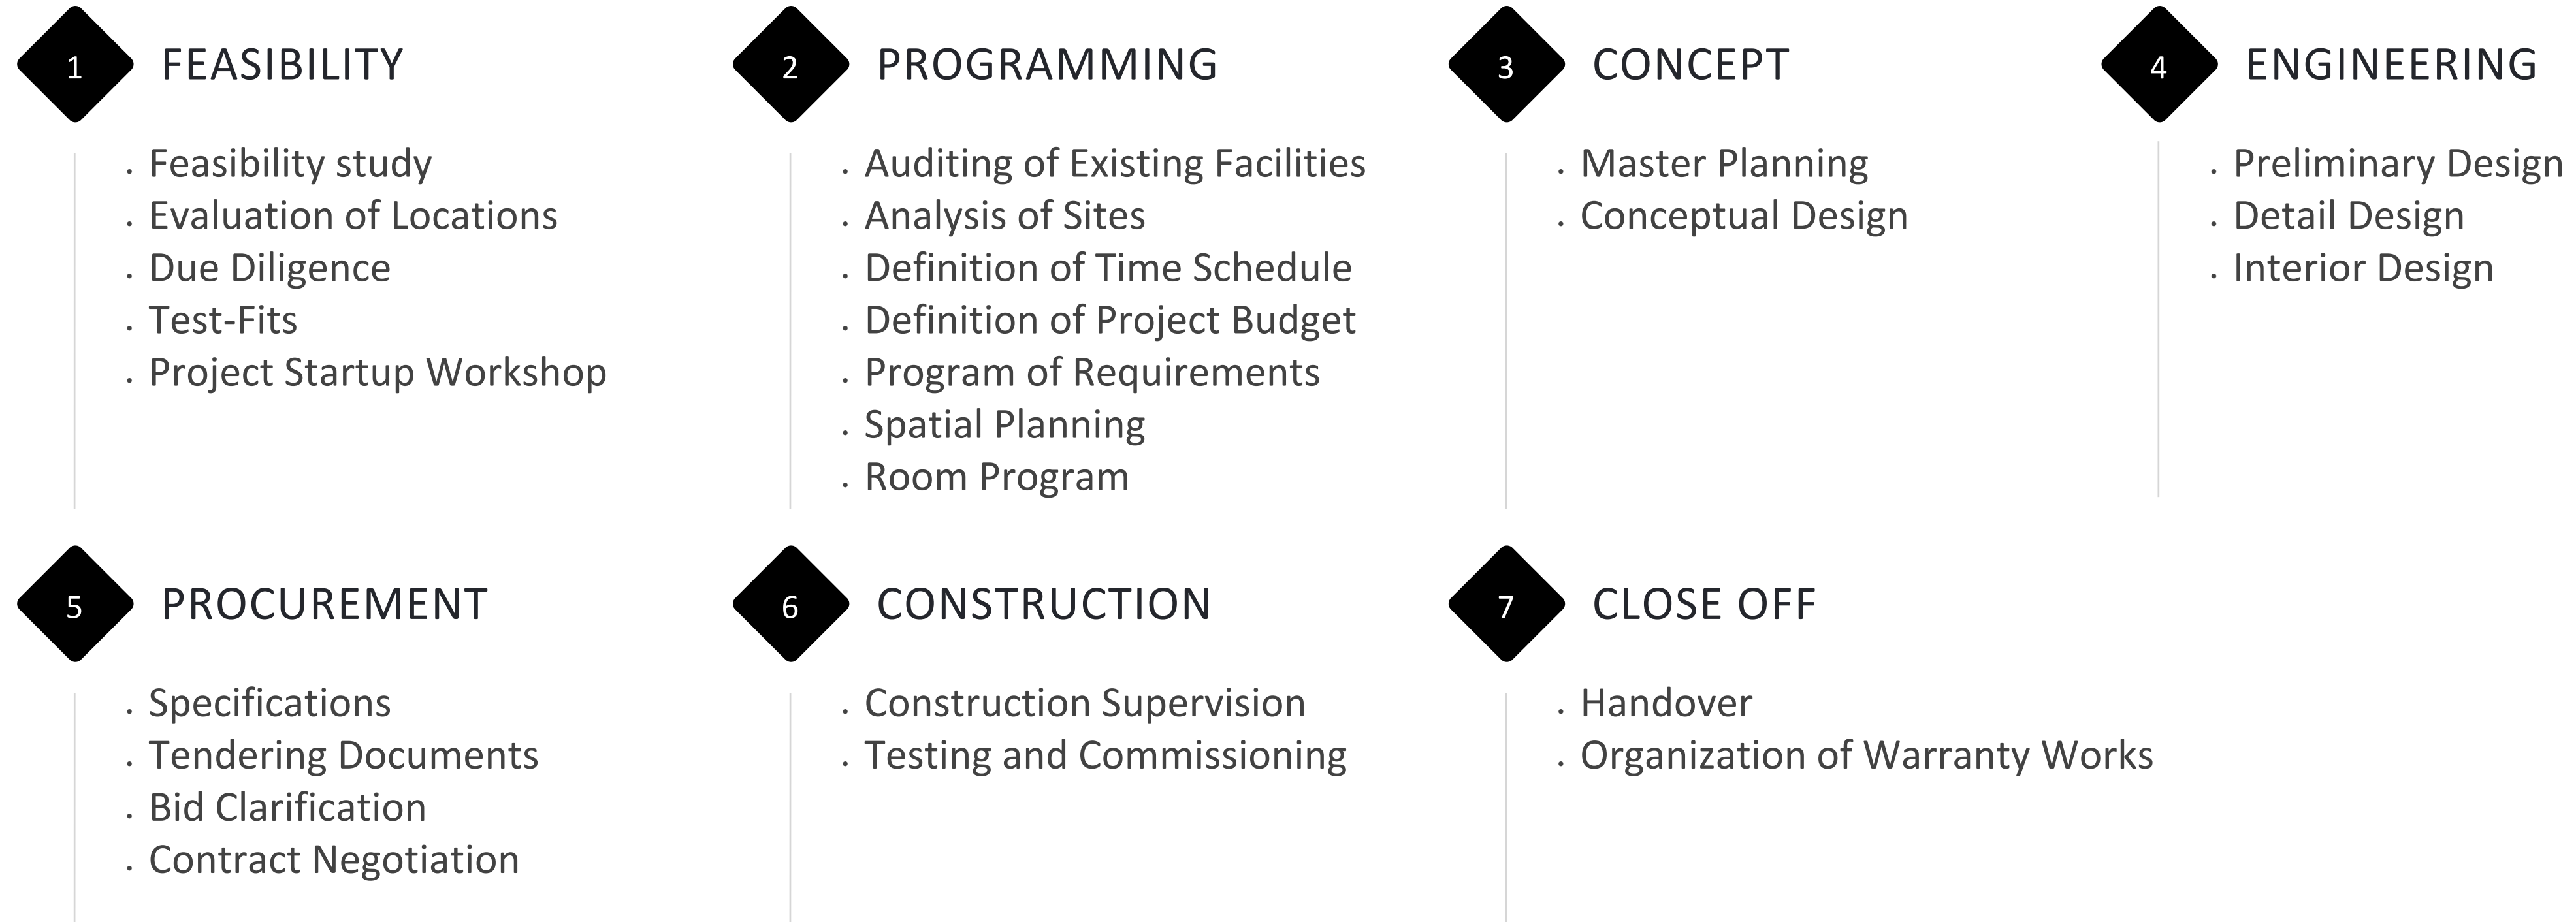 1
FEASIBILITY
. Feasibility study
. Evaluation of Locations
. Due Diligence
. Test-Fits
. Project Startup Workshop
2
PROGRAMMING
. Auditing of Existing Facilities
. Analysis of Sites
. Definition of Time Schedule
. Definition of Project Budget
. Program of Requirements
. Spatial Planning
. Room Program
3
CONCEPT
. Master Planning
. Conceptual Design
4
ENGINEERING
. Preliminary Design
. Detail Design
. Interior Design
5
PROCUREMENT
. Specifications
. Tendering Documents
. Bid Clarification
. Contract Negotiation
6
CONSTRUCTION
. Construction Supervision
. Testing and Commissioning
7
CLOSE OFF
. Handover
. Organization of Warranty Works